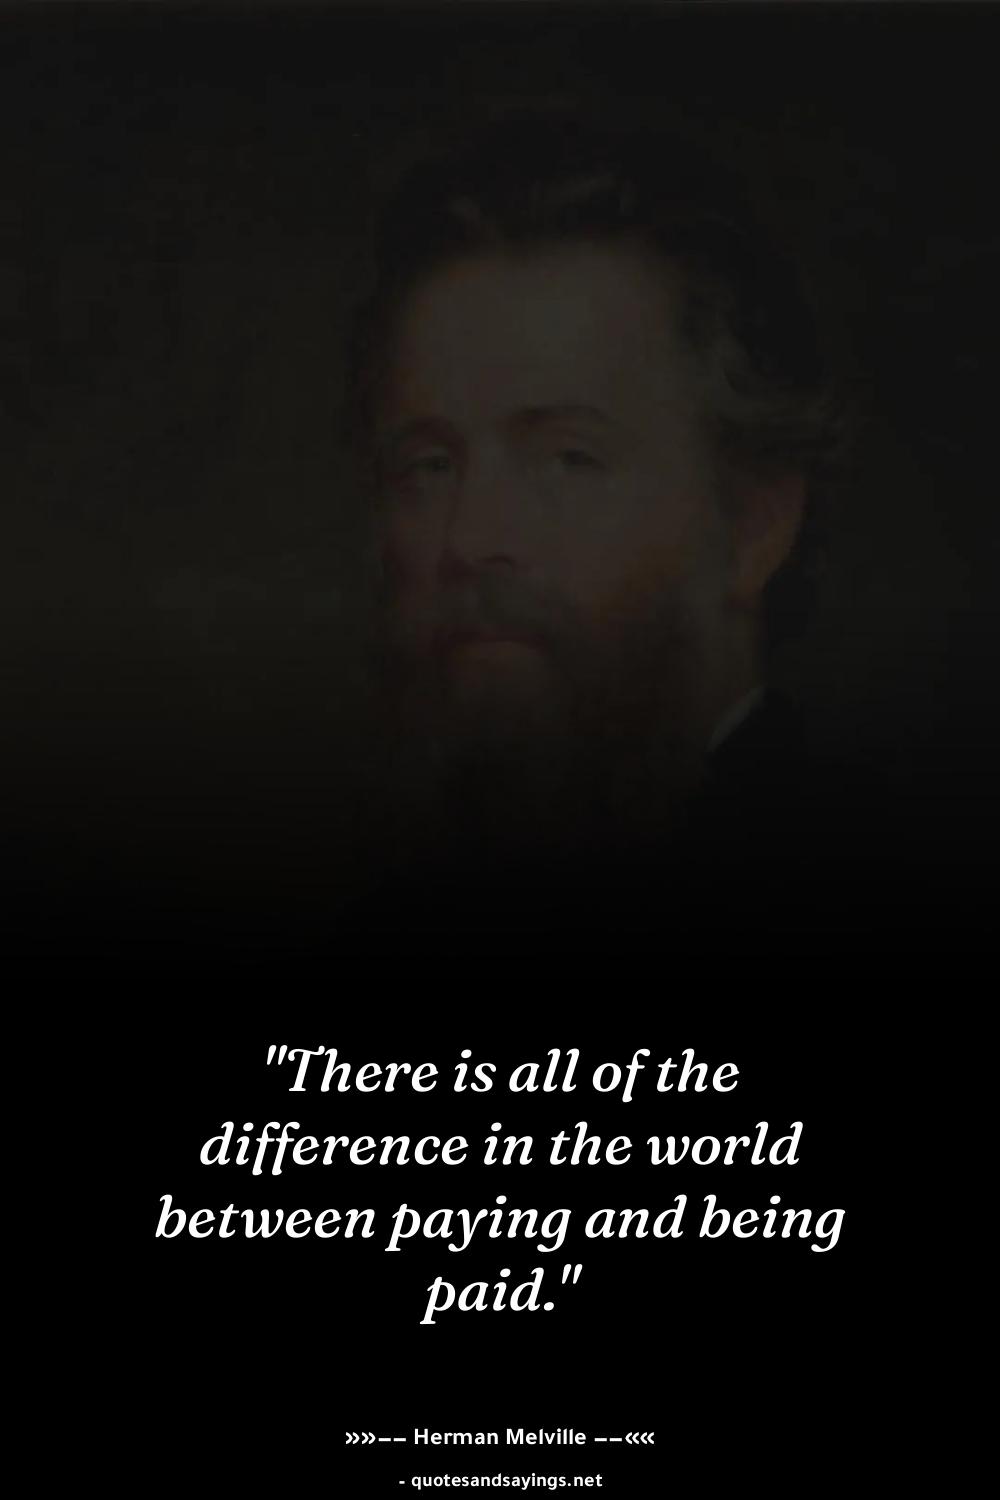 "There is all of the
difference in the world
between paying and being
paid."
»»–– Herman Melville ––««
- quotesandsayings.net